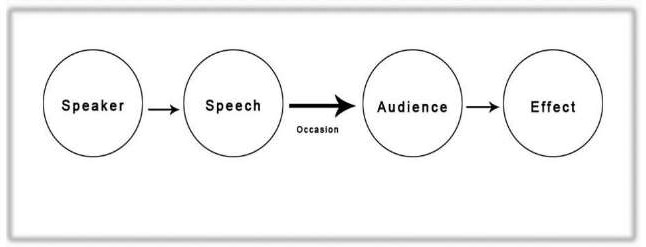 Speaker
Speech
Occasion
Audience
Effect